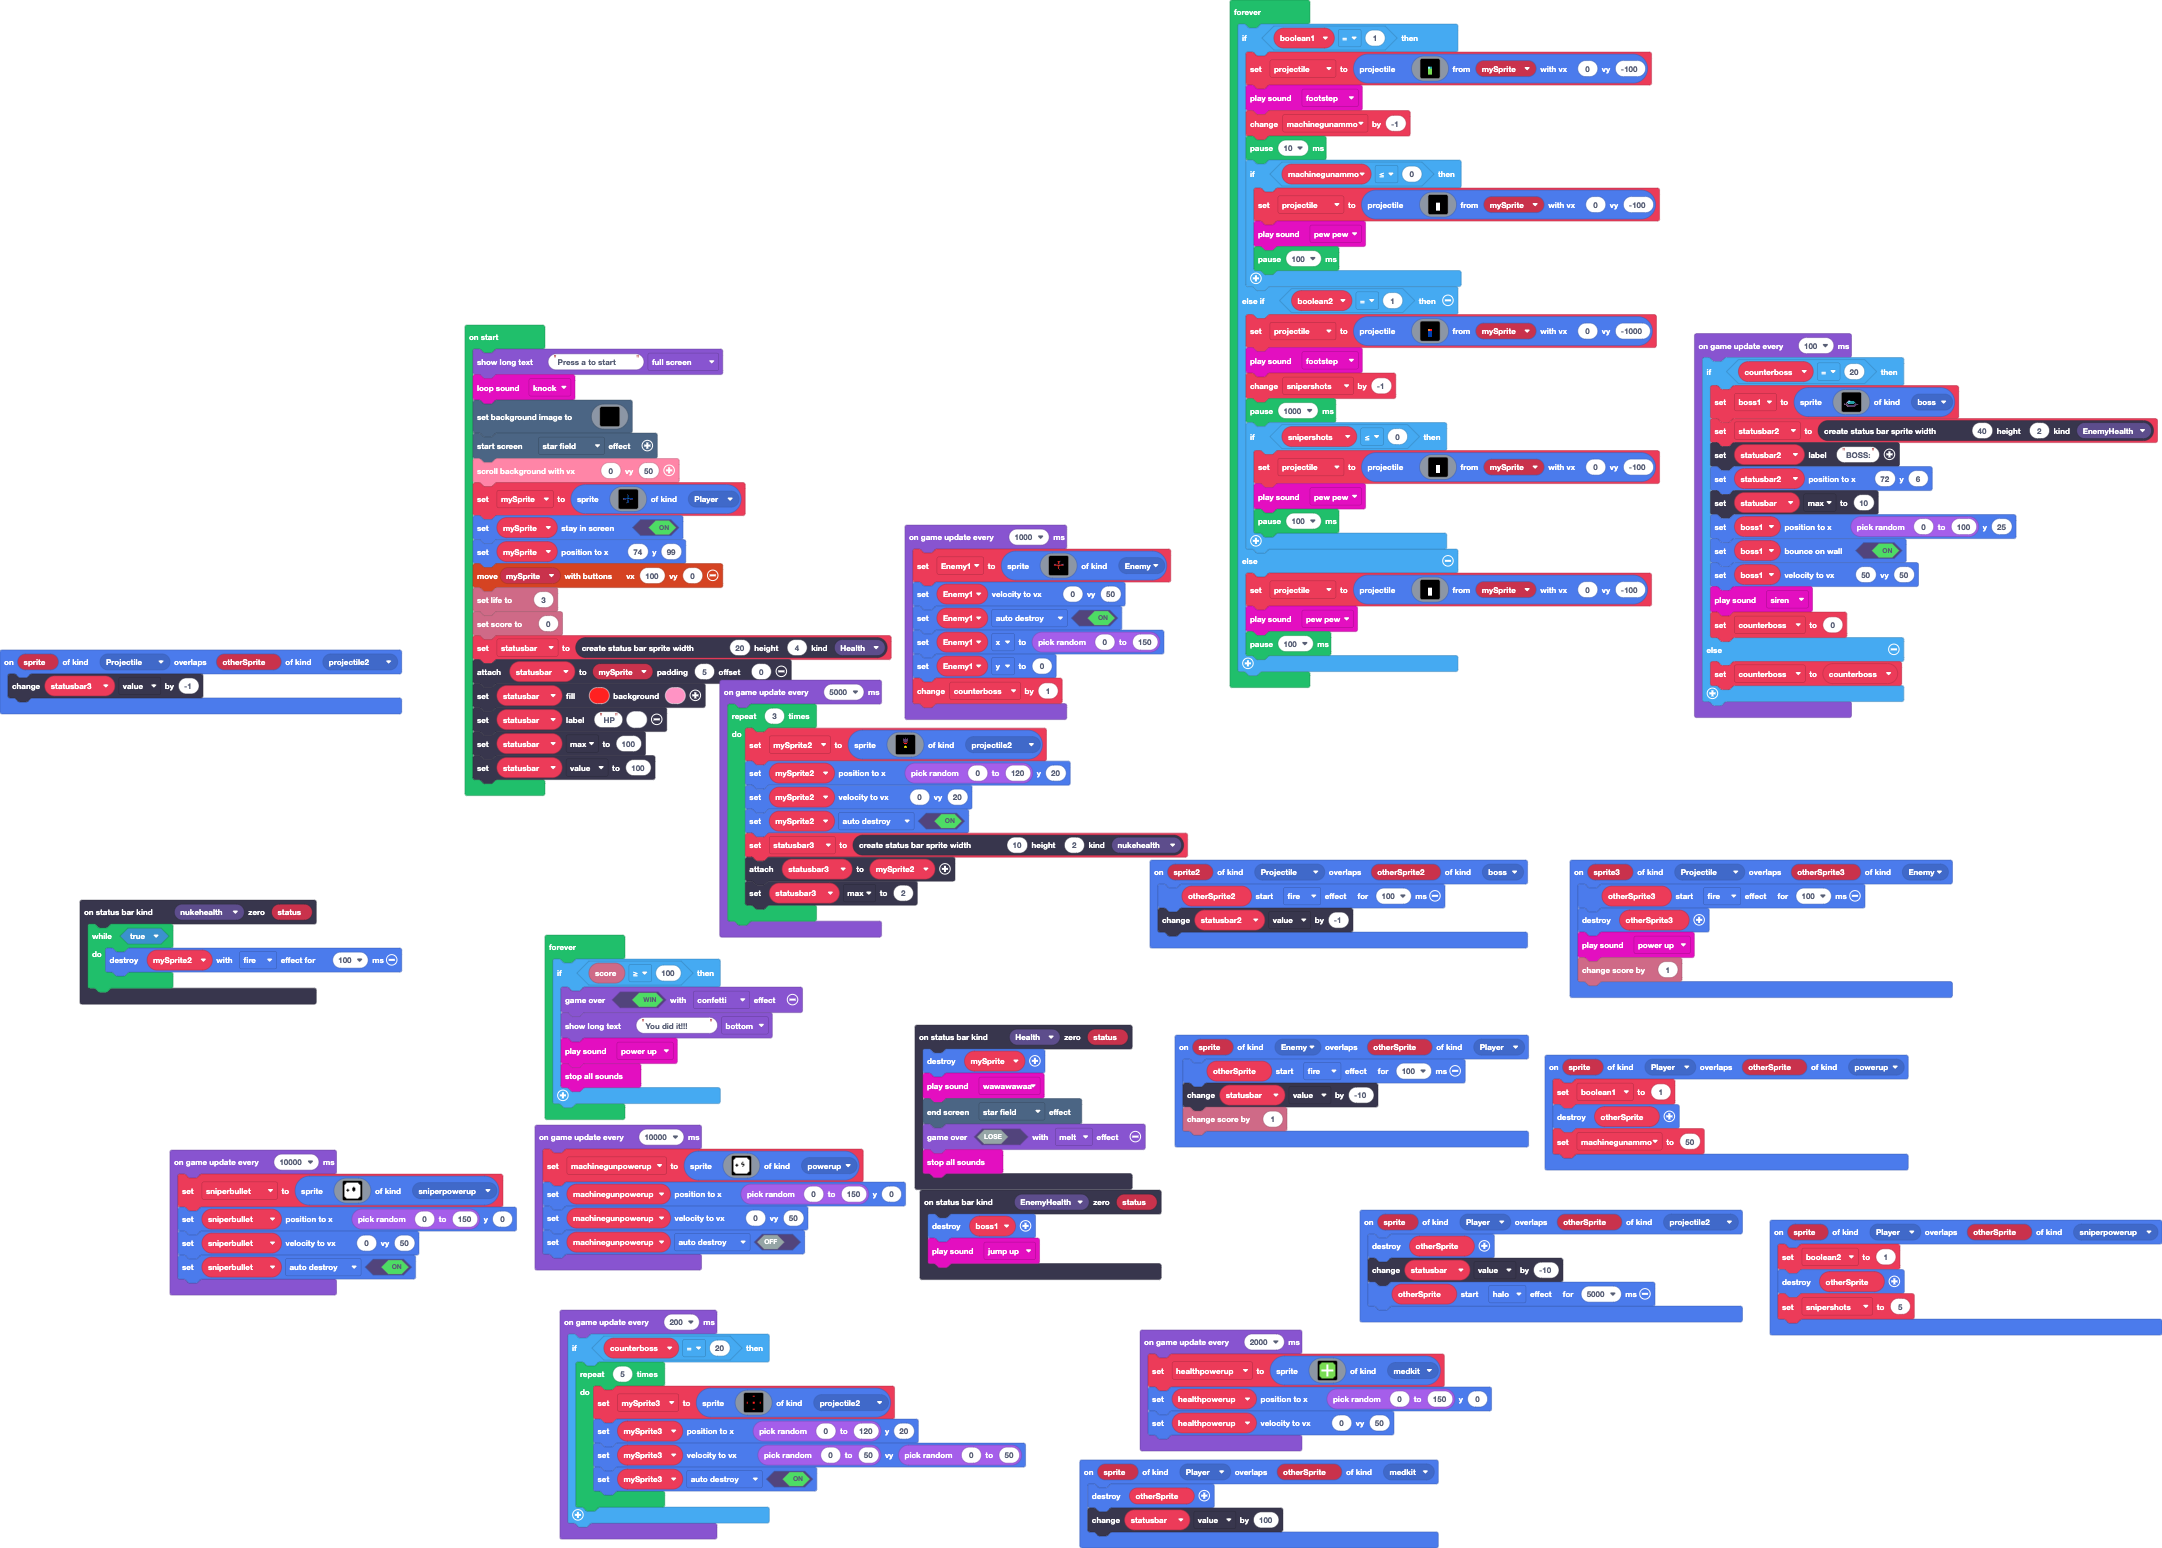 forever
if boolean1 = 1 then
set projectile to projectile from mySprite with vx 0 vy -100
play sound footstep
change machinegunammo by -1
pause 10 ms
if machinegunammo ≤ 0 then
set projectile to projectile from mySprite with vx 0 vy -100
play sound pew pew
pause 100 ms
else if boolean2 = 1 then
set projectile to projectile from mySprite with vx 0 vy -1000
play sound footstep
change snipershots by -1
pause 1000 ms
if snipershots ≤ 0 then
set projectile to projectile from mySprite with vx 0 vy -100
play sound pew pew
pause 100 ms
else
set projectile to projectile from mySprite with vx 0 vy -100
play sound pew pew
pause 100 ms
on start
show long text "Press a to start" full screen
loop sound knock
set background image to
start screen star field effect
scroll background with vx 0 vy 50
set mySprite to sprite of kind Player
set mySprite stay in screen ON
set mySprite position to x 74 y 99
move mySprite with buttons vx 100 vy 0
set life to 3
set score to 0
set statusbar to create status bar sprite width 20 height 4 kind Health
attach statusbar to mySprite padding 5 offset 0
set statusbar fill background
set statusbar label "HP"
set statusbar max to 100
set statusbar value to 100
on game update every 100 ms
if counterboss = 20 then
set boss1 to sprite of kind boss
set statusbar2 to create status bar sprite width 40 height 2 kind EnemyHealth
set statusbar2 label "BOSS:"
set statusbar2 position to x 72 y 6
set statusbar max to 10
set boss1 position to x pick random 0 to 100 y 25
set boss1 bounce on wall ON
set boss1 velocity to vx 50 vy 50
play sound siren
set counterboss to 0
else
set counterboss to counterboss
on game update every 1000 ms
set Enemy1 to sprite of kind Enemy
set Enemy1 velocity to vx 0 vy 50
set Enemy1 auto destroy ON
set Enemy1 x to pick random 0 to 150
set Enemy1 y to 0
change counterboss by 1
on sprite of kind Projectile overlaps otherSprite of kind projectile2
change statusbar3 value by -1
on game update every 5000 ms
repeat 3 times
do
set mySprite2 to sprite of kind projectile2
set mySprite2 position to x pick random 0 to 120 y 20
set mySprite2 velocity to vx 0 vy 20
set mySprite2 auto destroy ON
set statusbar3 to create status bar sprite width 10 height 2 kind nukehealth
attach statusbar3 to mySprite2
set statusbar3 max to 2
on sprite2 of kind Projectile overlaps otherSprite2 of kind boss
otherSprite2 start fire effect for 100 ms
change statusbar2 value by -1
on sprite3 of kind Projectile overlaps otherSprite3 of kind Enemy
otherSprite3 start fire effect for 100 ms
destroy otherSprite3
play sound power up
change score by 1
on status bar kind nukehealth zero status
while true
do
destroy mySprite2 with fire effect for 100 ms
forever
if score ≥ 100 then
game over WIN with confetti effect
show long text "You did it!!!" bottom
play sound power up
stop all sounds
on status bar kind Health zero status
destroy mySprite
play sound wawawawaa
end screen star field effect
game over LOSE with melt effect
stop all sounds
on sprite of kind Enemy overlaps otherSprite of kind Player
otherSprite start fire effect for 100 ms
change statusbar value by -10
change score by 1
on sprite of kind Player overlaps otherSprite of kind powerup
set boolean1 to 1
destroy otherSprite
set machinegunammo to 50
on game update every 10000 ms
set machinegunpowerup to sprite of kind powerup
set machinegunpowerup position to x pick random 0 to 150 y 0
set machinegunpowerup velocity to vx 0 vy 50
set machinegunpowerup auto destroy OFF
on game update every 10000 ms
set sniperbullet to sprite of kind sniperpowerup
set sniperbullet position to x pick random 0 to 150 y 0
set sniperbullet velocity to vx 0 vy 50
set sniperbullet auto destroy ON
on status bar kind EnemyHealth zero status
destroy boss1
play sound jump up
on sprite of kind Player overlaps otherSprite of kind projectile2
destroy otherSprite
change statusbar value by -10
otherSprite start halo effect for 5000 ms
on sprite of kind Player overlaps otherSprite of kind sniperpowerup
set boolean2 to 1
destroy otherSprite
set snipershots to 5
on game update every 200 ms
if counterboss = 20 then
repeat 5 times
do
set mySprite3 to sprite of kind projectile2
set mySprite3 position to x pick random 0 to 120 y 20
set mySprite3 velocity to vx pick random 0 to 50 vy pick random 0 to 50
set mySprite3 auto destroy ON
on game update every 2000 ms
set healthpowerup to sprite of kind medkit
set healthpowerup position to x pick random 0 to 150 y 0
set healthpowerup velocity to vx 0 vy 50
on sprite of kind Player overlaps otherSprite of kind medkit
destroy otherSprite
change statusbar value by 100